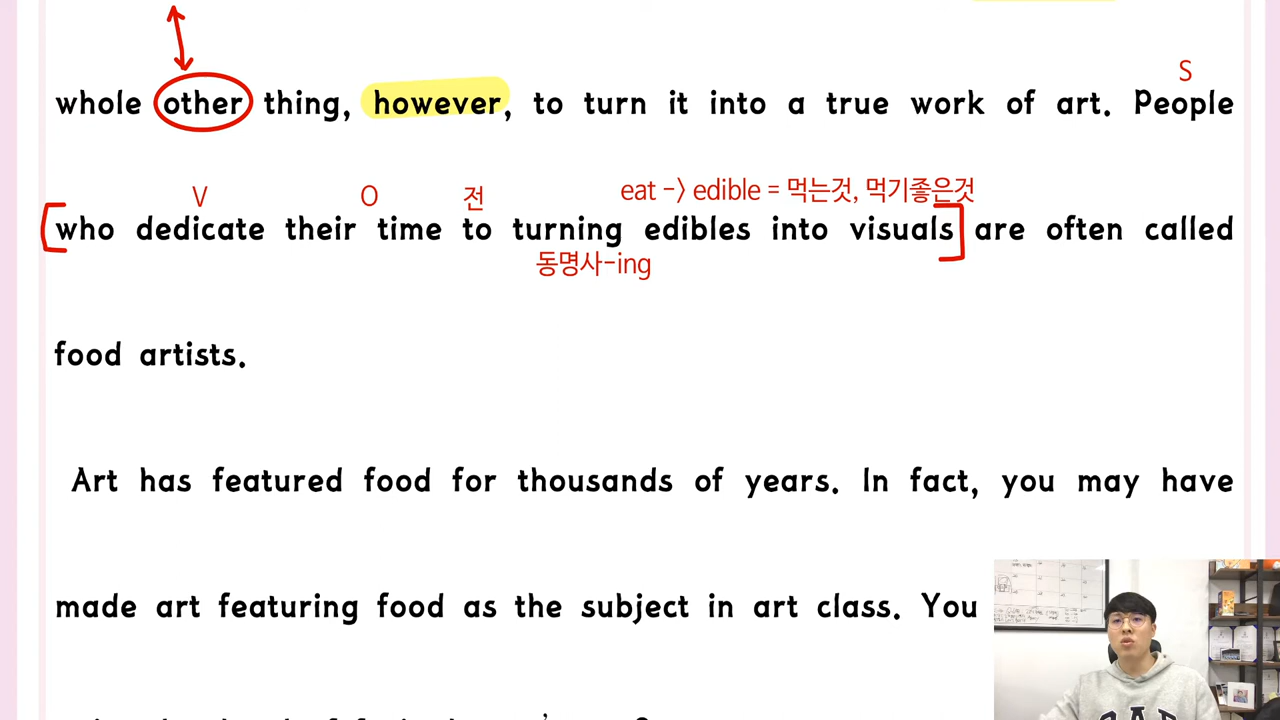 S
whole other thing, however, to turn it into a true work of art. People
V O 전 eat -> edible = 먹는것, 먹기좋은것
who dedicate their time to turning edibles into visuals are often called
동명사-ing
food artists.
Art has featured food for thousands of years. In fact, you may have
made art featuring food as the subject in art class. You